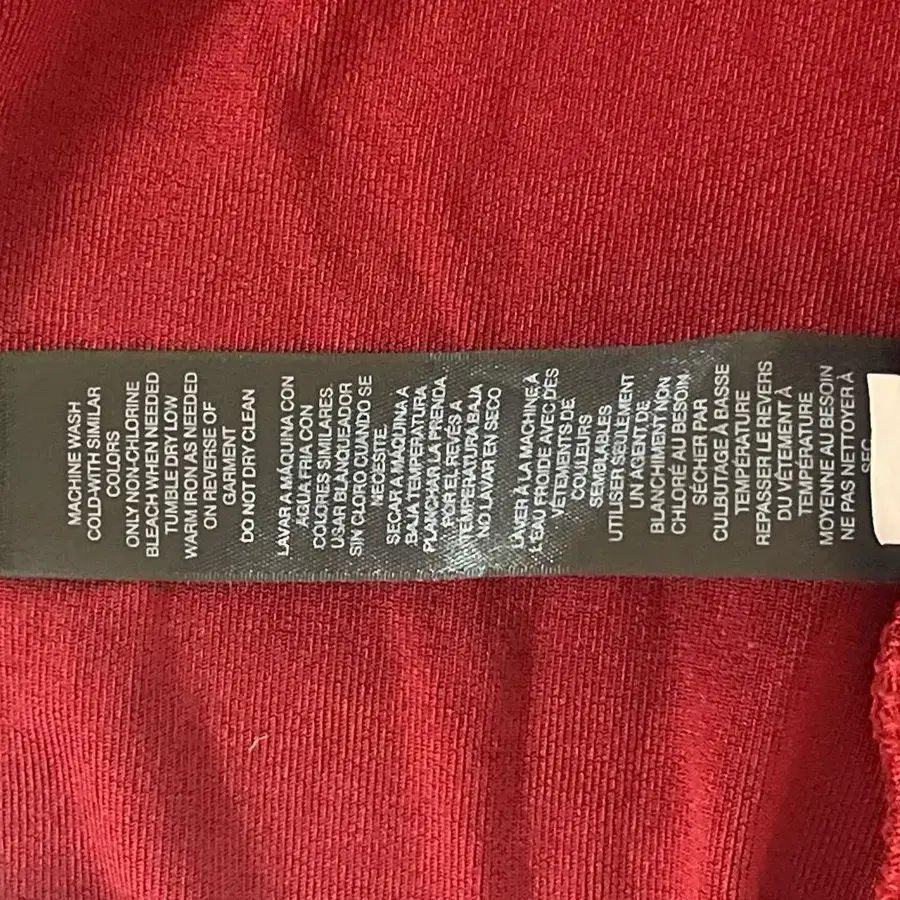 MACHINE WASH
COLD WITH SIMILAR
COLORS
ONLY NON-CHLORINE
BLEACH WHEN NEEDED
TUMBLE DRY LOW
WARM IRON AS NEEDED
ON REVERSE OF
GARMENT
DO NOT DRY CLEAN
LAVAR A MÁQUINA CON
AGUA FRIA CON
COLORES SIMILARES.
USAR BLANQUEADOR
SIN CLORO CUANDO SE
NECESITE.
SECAR A MÁQUINA A
BAJA TEMPERATURA
PLANCHAR LA PRENDA
POR EL REVÉS A
TEMPERATURA BAJA
NO LAVAR EN SECO
LAVER À LA MACHINE À
L'EAU FROIDE AVEC DES
VÊTEMENTS DE
COULEURS
SEMBLABLES
UTILISER SEULEMENT
UN AGENT DE
BLANCHIMENT NON
CHLORÉ AU BESOIN
SÉCHER PAR
CULBUTAGE À BASSE
TEMPÉRATURE
REPASSER LE REVERS
DU VÊTEMENT À
TEMPÉRATURE
MOYENNE AU BESOIN
NE PAS NETTOYER À
SEC